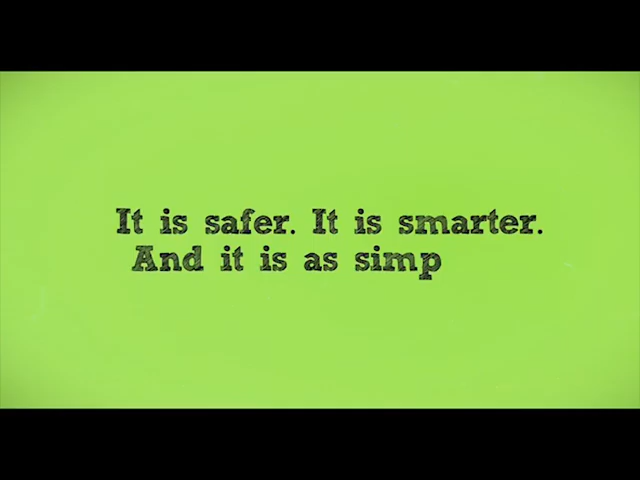 It is safer. It is smarter.
And it is as simp